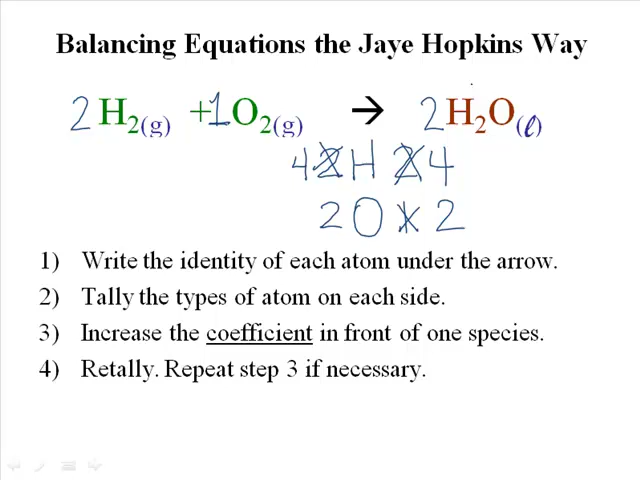 Balancing Equations the Jaye Hopkins Way
2 H2(g) + 1 O2(g) → 2 H2O(ℓ)
4 2 H 2 4
2 O 1 2
1) Write the identity of each atom under the arrow.
2) Tally the types of atom on each side.
3) Increase the coefficient in front of one species.
4) Retally. Repeat step 3 if necessary.